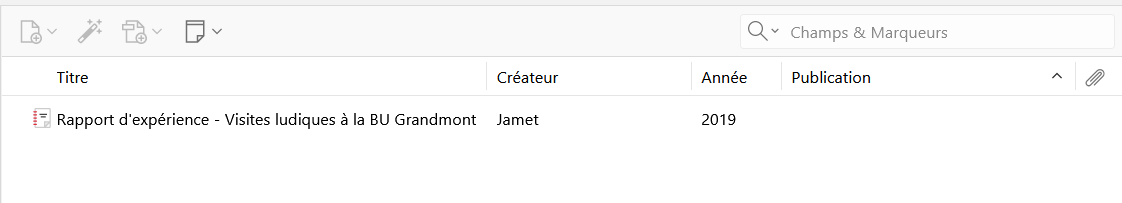 Champs & Marqueurs
Titre Créateur Année Publication
Rapport d'expérience - Visites ludiques à la BU Grandmont Jamet 2019